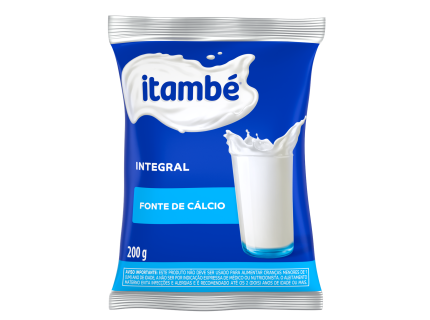 itambé
INTEGRAL
FONTE DE CÁLCIO
200 g
AVISO IMPORTANTE: ESTE PRODUTO NÃO DEVE SER USADO PARA ALIMENTAR CRIANÇAS MENORES DE 1
(UM) ANO DE IDADE, A NÃO SER POR INDICAÇÃO EXPRESSA DE MÉDICO OU NUTRICIONISTA. O ALEITAMENTO
MATERNO EVITA INFECÇÕES E ALERGIAS E É RECOMENDADO ATÉ OS 2 (DOIS) ANOS DE IDADE OU MAIS.